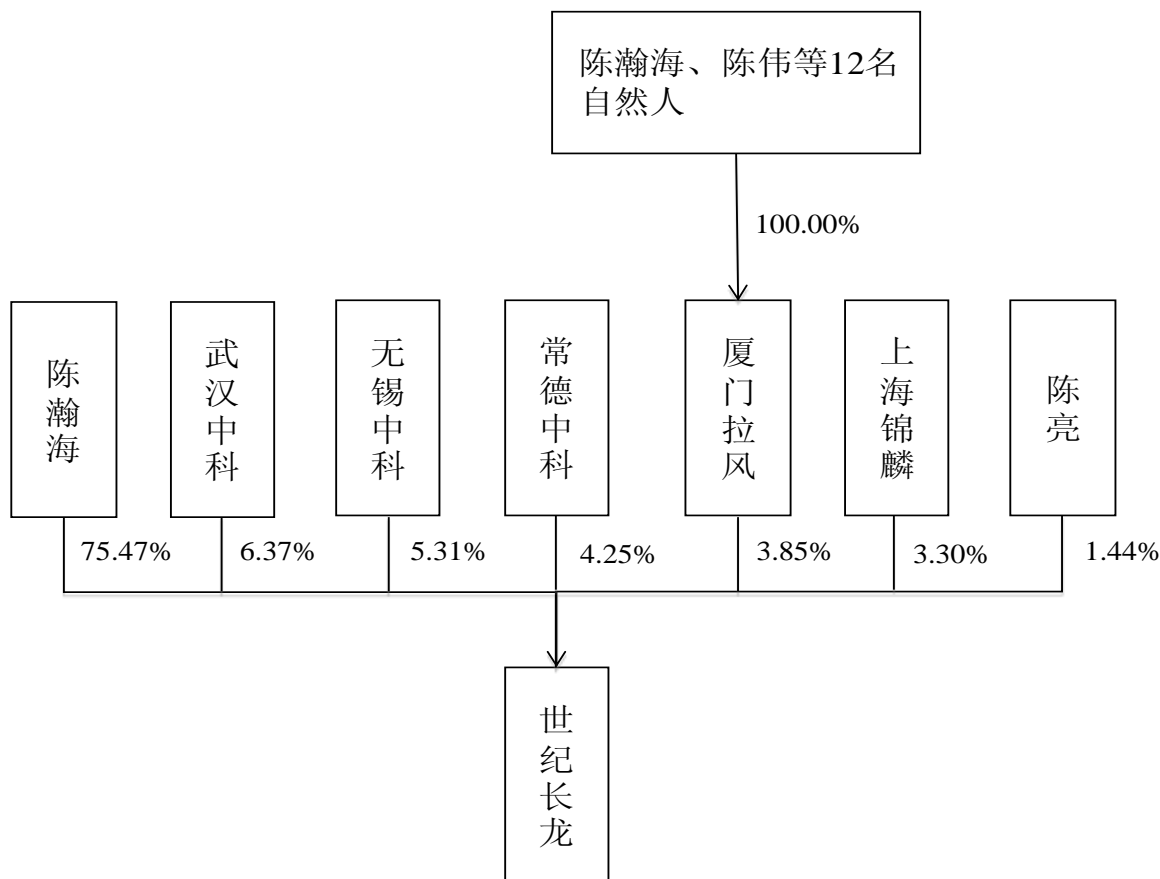 陈瀚海、陈伟等12名
自然人
100.00%
陈瀚海
武汉中科
无锡中科
常德中科
厦门拉风
上海锦麟
陈亮
75.47%
6.37%
5.31%
4.25%
3.85%
3.30%
1.44%
世纪长龙